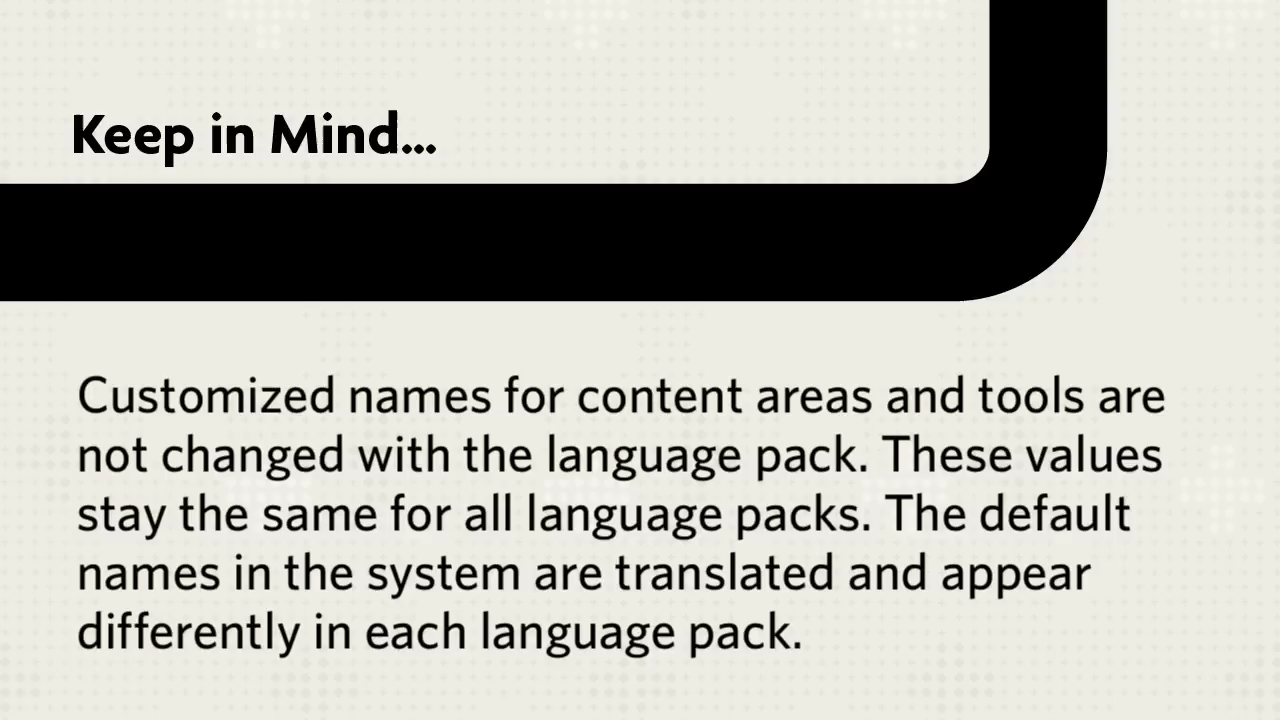 Keep in Mind...
Customized names for content areas and tools are
not changed with the language pack. These values
stay the same for all language packs. The default
names in the system are translated and appear
differently in each language pack.